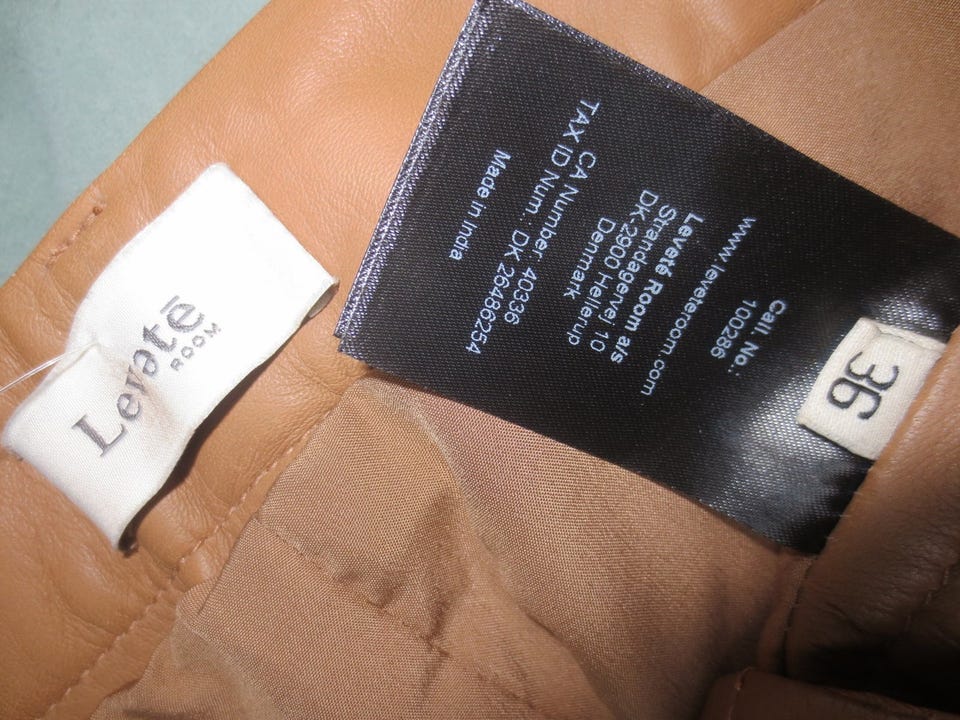 Levetē
ROOM
Call. No.:
100286
www.leveteroom.com
Leveté Room a/s
Strandagervej 10
DK-2900 Hellerup
Denmark
CA Number. 40336
TAX ID Num.. DK 26486254
Made in India
36